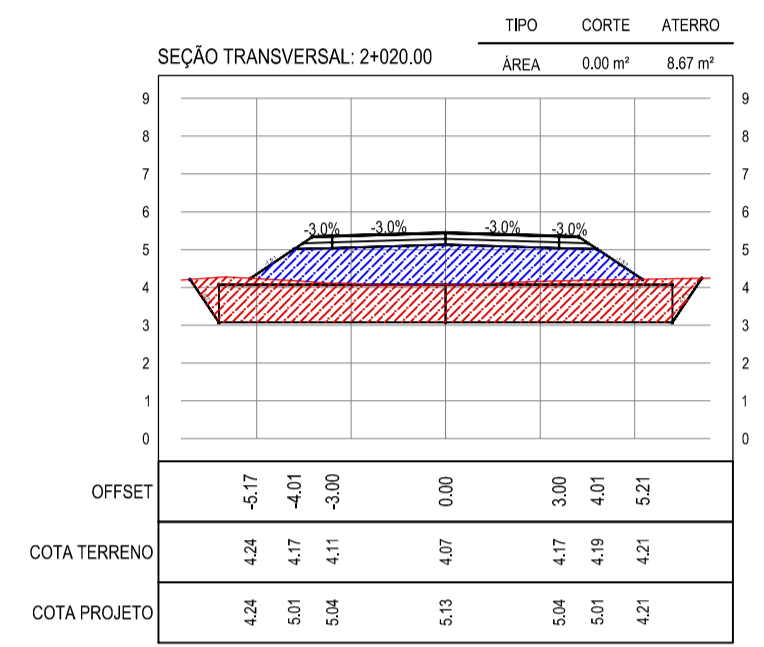 TIPO CORTE ATERRO
SEÇÃO TRANSVERSAL: 2+020.00
ÁREA 0.00 m² 8.67 m²
9 9
8 8
7 7
6 6
-3.0% -3.0% -3.0% -3.0%
5 5
4 4
3 3
2 2
1 1
0 0
OFFSET -5.17 -4.01 -3.00 0.00 3.00 4.01 5.21
COTA TERRENO 4.24 4.17 4.11 4.07 4.17 4.19 4.21
COTA PROJETO 4.24 5.01 5.04 5.13 5.04 5.01 4.21